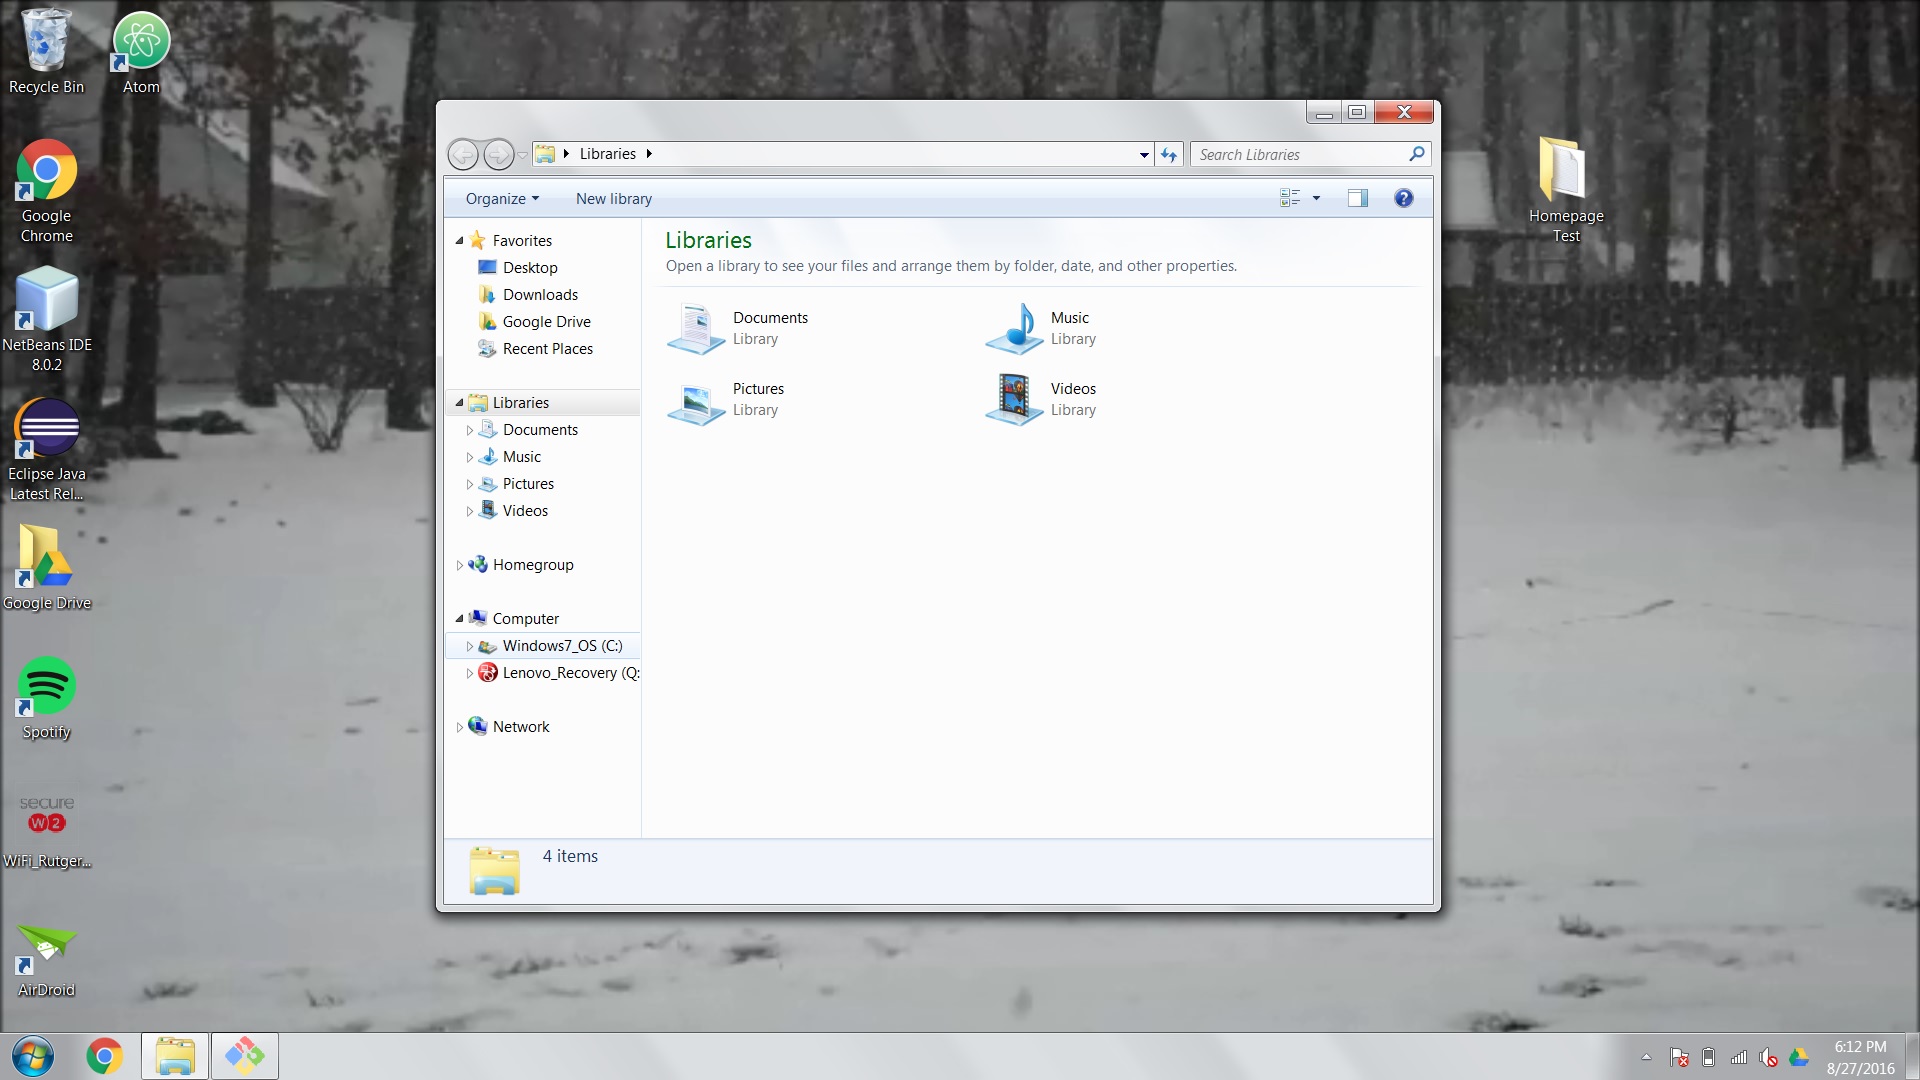 Recycle Bin
Atom
Google
Chrome
NetBeans IDE
8.0.2
Eclipse Java
Latest Rel...
Google Drive
Spotify
secure
W2
WiFi_Rutger...
AirDroid
Homepage
Test
Libraries
Search Libraries
Organize
New library
Favorites
Desktop
Downloads
Google Drive
Recent Places
Libraries
Documents
Music
Pictures
Videos
Homegroup
Computer
Windows7_OS (C:)
Lenovo_Recovery (Q:
Network
Libraries
Open a library to see your files and arrange them by folder, date, and other properties.
Documents
Library
Music
Library
Pictures
Library
Videos
Library
4 items
6:12 PM
8/27/2016